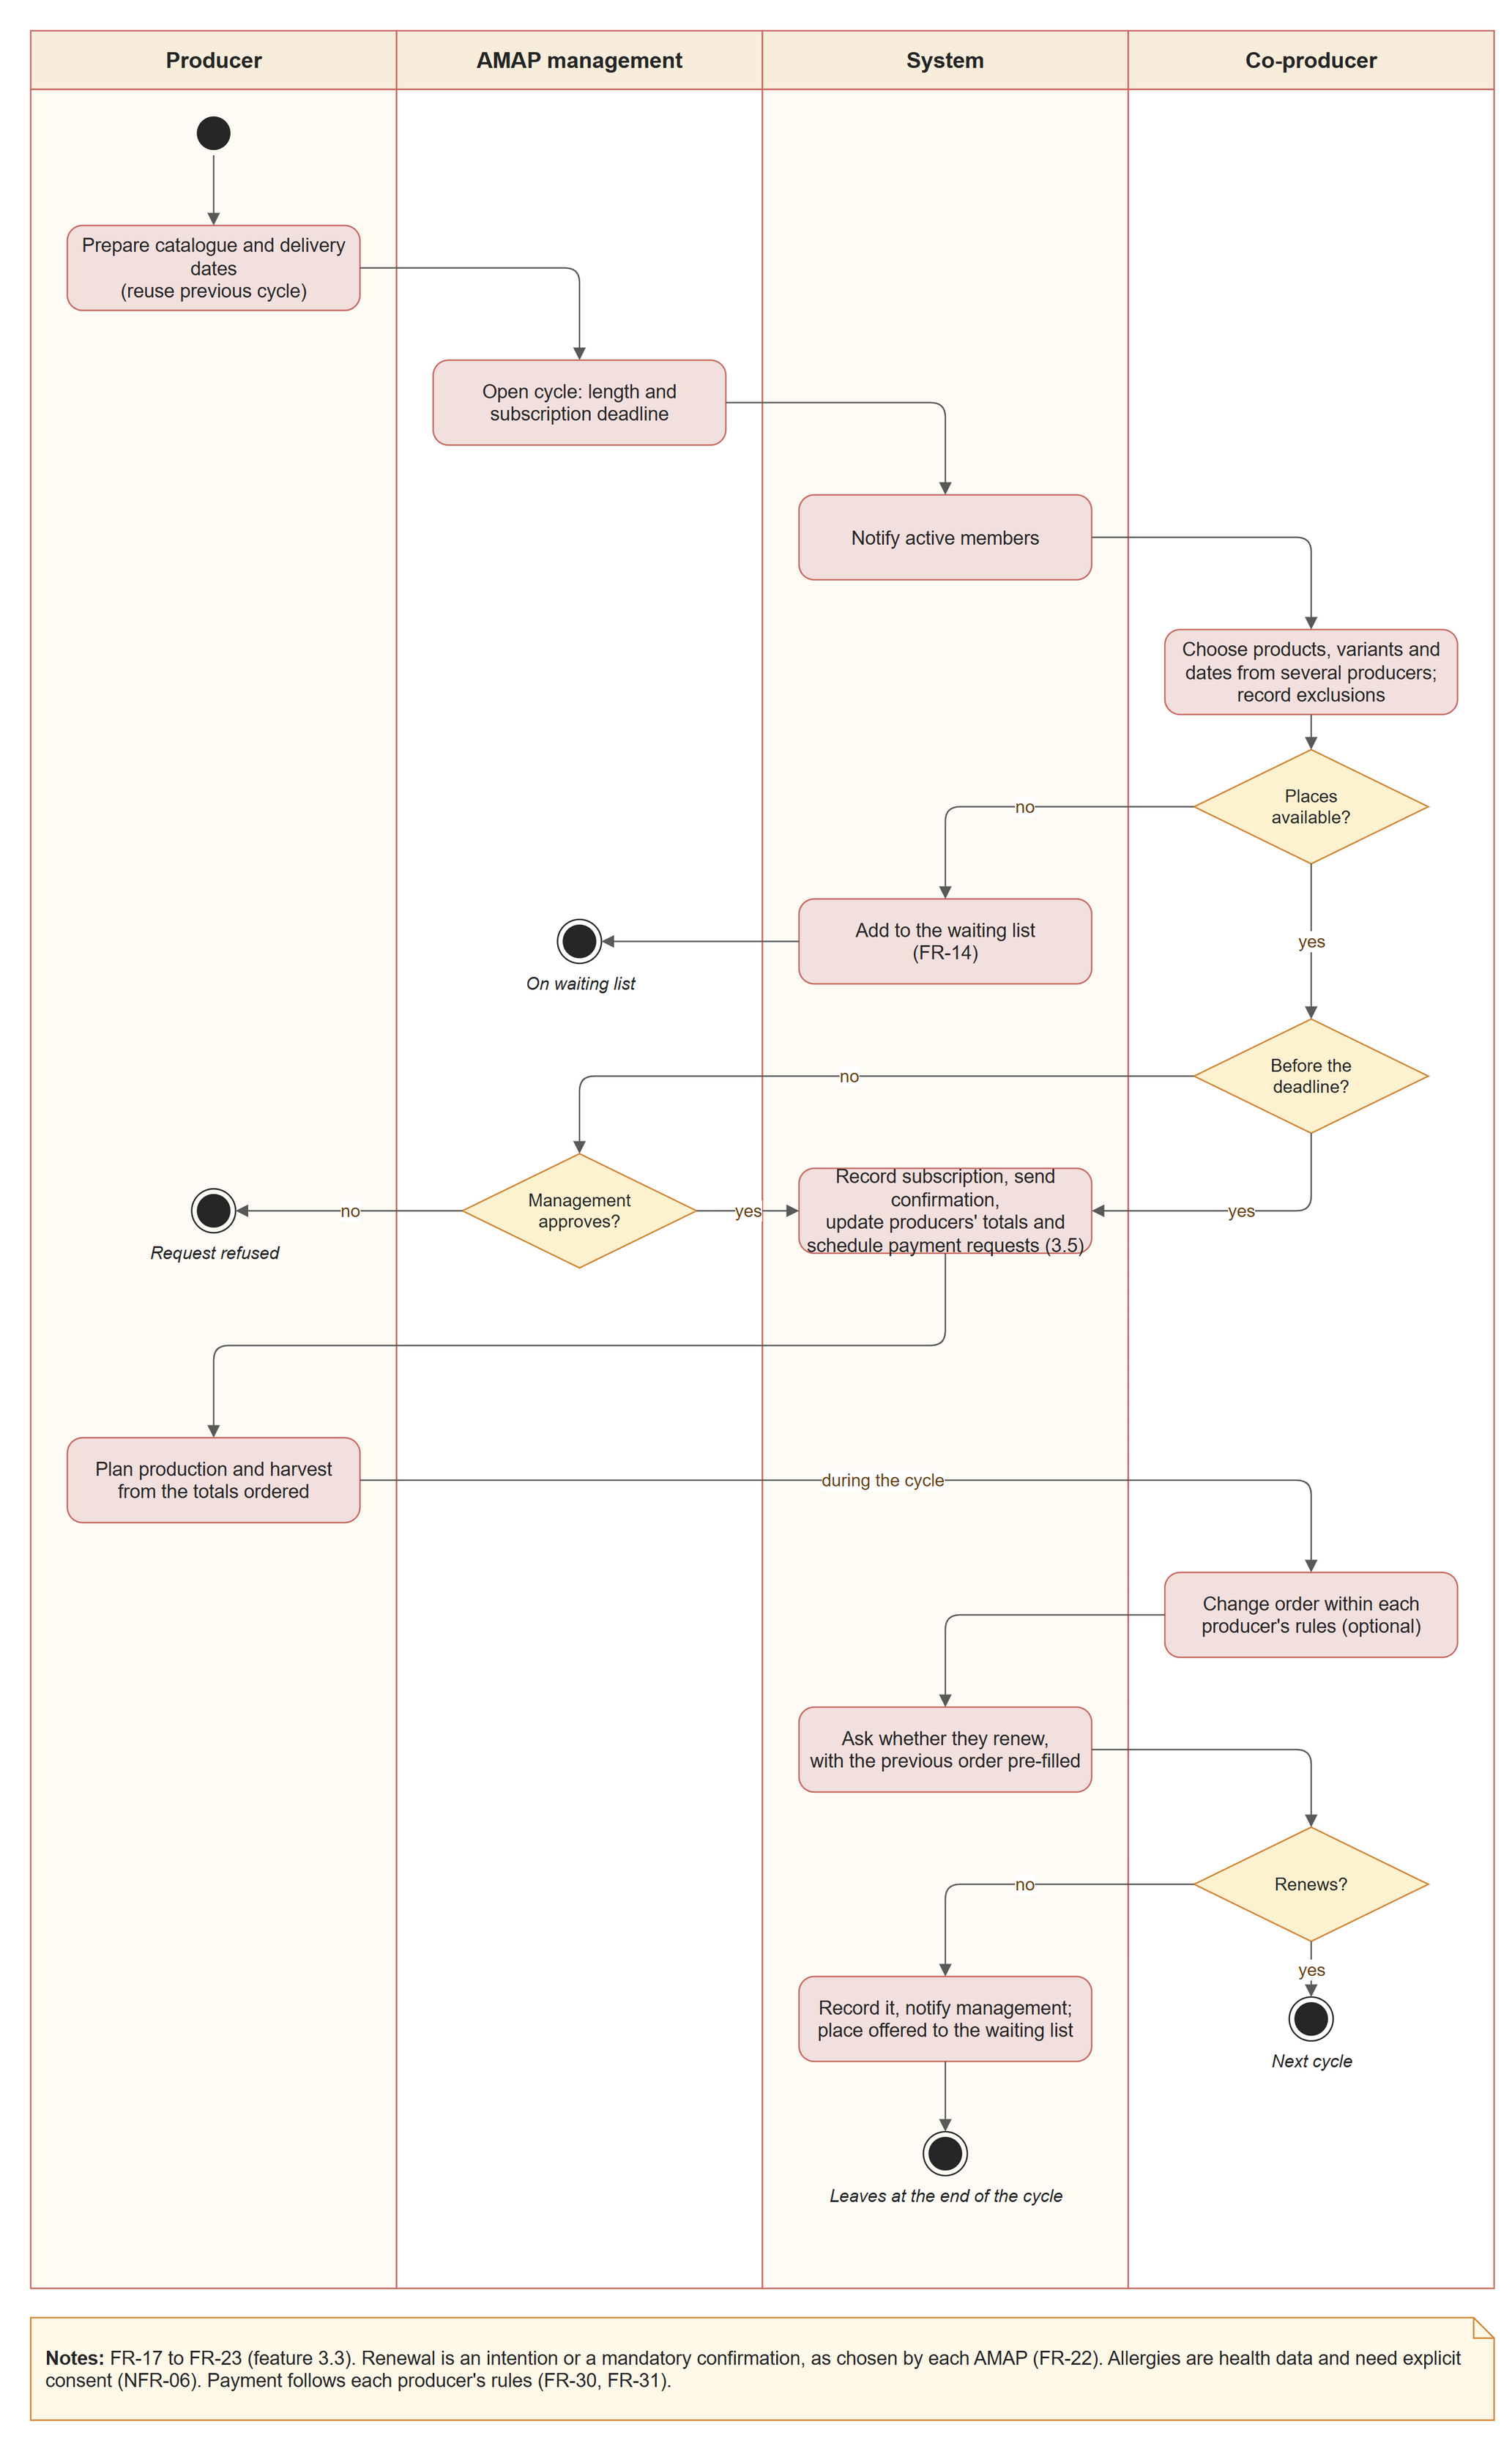 Producer
AMAP management
System
Co-producer
Prepare catalogue and delivery
dates
(reuse previous cycle)
Open cycle: length and
subscription deadline
Notify active members
Choose products, variants and
dates from several producers;
record exclusions
Places
available?
no
Add to the waiting list
(FR-14)
yes
On waiting list
Before the
deadline?
no
Management
approves?
no
Request refused
yes
Record subscription, send
confirmation,
update producers' totals and
schedule payment requests (3.5)
yes
Plan production and harvest
from the totals ordered
during the cycle
Change order within each
producer's rules (optional)
Ask whether they renew,
with the previous order pre-filled
Renews?
no
yes
Record it, notify management;
place offered to the waiting list
Next cycle
Leaves at the end of the cycle
Notes: FR-17 to FR-23 (feature 3.3). Renewal is an intention or a mandatory confirmation, as chosen by each AMAP (FR-22). Allergies are health data and need explicit
consent (NFR-06). Payment follows each producer's rules (FR-30, FR-31).